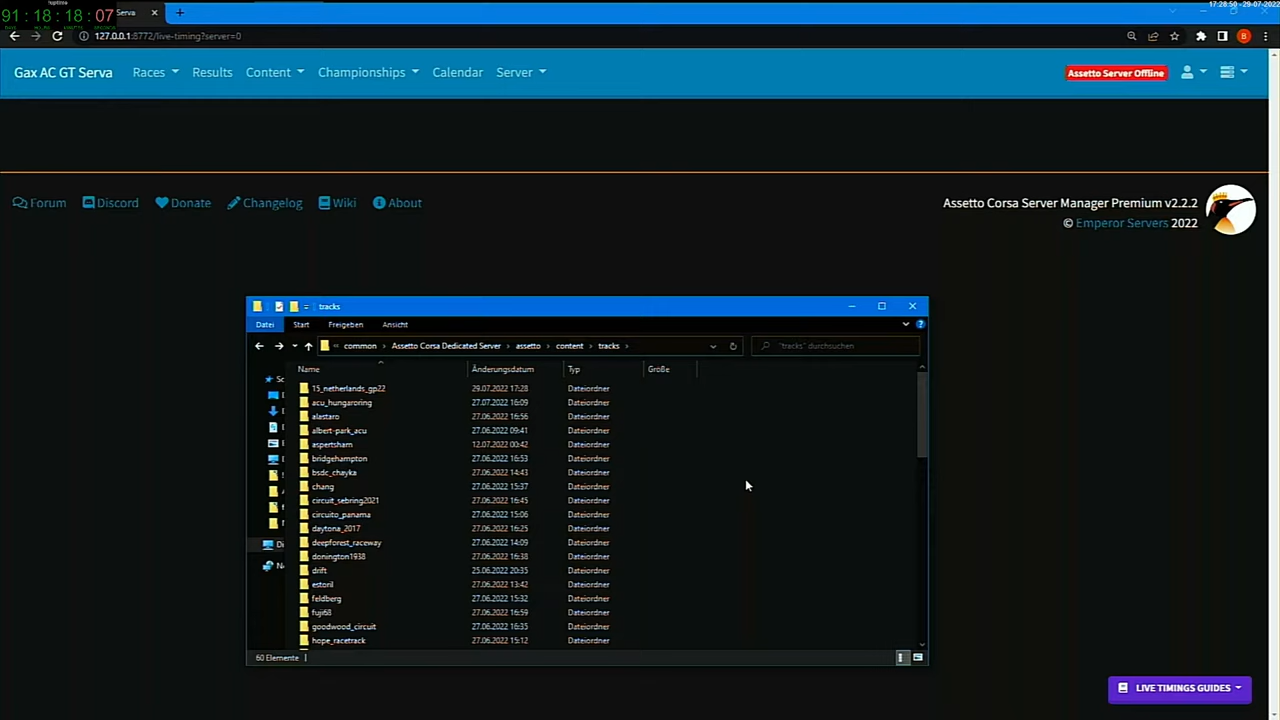 91:18:18:07
Serva
17:28:50 -29-07-2022
127.0.0.1:8772/live-timing?server=0
B
Gax AC GT Serva
Races
Results
Content
Championships
Calendar
Server
Assetto Server Offline
Forum
Discord
Donate
Changelog
Wiki
About
Assetto Corsa Server Manager Premium v2.2.2
© Emperor Servers 2022
tracks
Datei Start Freigeben Ansicht
common › Assetto Corsa Dedicated Server › assetto › content › tracks ›
"tracks" durchsuchen
Name Änderungsdatum Typ Größe
15_netherlands_gp22 29.07.2022 17:28 Dateiordner
acu_hungaroring 27.07.2022 16:09 Dateiordner
alastaro 27.06.2022 16:56 Dateiordner
albert-park_acu 27.06.2022 09:41 Dateiordner
aspertsham 12.07.2022 00:42 Dateiordner
bridgehampton 27.06.2022 16:53 Dateiordner
bsdc_chayka 27.06.2022 14:43 Dateiordner
chang 27.06.2022 15:37 Dateiordner
circuit_sebring2021 27.06.2022 16:45 Dateiordner
circuito_panama 27.06.2022 15:06 Dateiordner
daytona_2017 27.06.2022 16:25 Dateiordner
deepforest_raceway 27.06.2022 14:09 Dateiordner
donington1938 27.06.2022 16:38 Dateiordner
drift 25.06.2022 20:35 Dateiordner
estoril 27.06.2022 13:42 Dateiordner
feldberg 27.06.2022 15:32 Dateiordner
fuji68 27.06.2022 16:59 Dateiordner
goodwood_circuit 27.06.2022 16:35 Dateiordner
hope_racetrack 27.06.2022 15:12 Dateiordner
60 Elemente
LIVE TIMINGS GUIDES